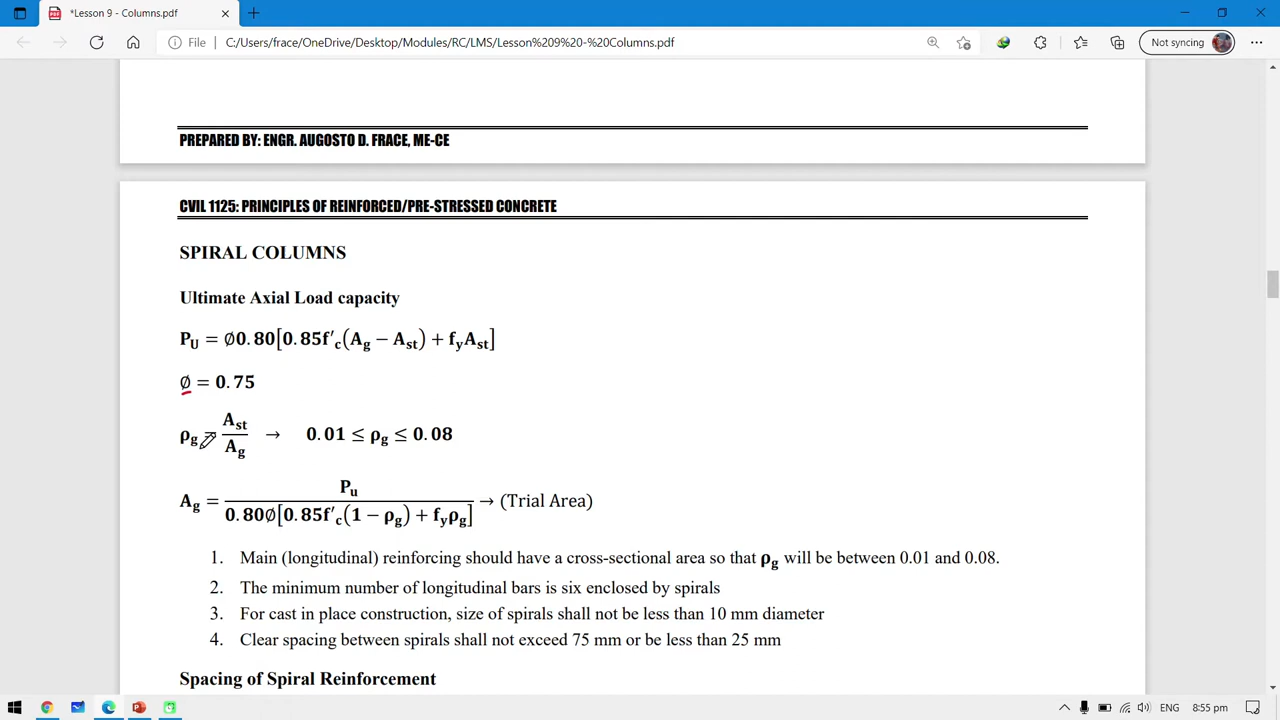 *Lesson 9 - Columns.pdf
File | C:/Users/frace/OneDrive/Desktop/Modules/RC/LMS/Lesson%209%20-%20Columns.pdf
Not syncing
PREPARED BY: ENGR. AUGOSTO D. FRACE, ME-CE
CVIL 1125: PRINCIPLES OF REINFORCED/PRE-STRESSED CONCRETE
SPIRAL COLUMNS
Ultimate Axial Load capacity
P_U = ∅0.80[0.85f′_c(A_g − A_st) + f_yA_st]
∅ = 0.75
ρ_g = A_st/A_g → 0.01 ≤ ρ_g ≤ 0.08
A_g = P_u/0.80∅[0.85f′_c(1 − ρ_g) + f_yρ_g] → (Trial Area)
1. Main (longitudinal) reinforcing should have a cross-sectional area so that ρ_g will be between 0.01 and 0.08.
2. The minimum number of longitudinal bars is six enclosed by spirals
3. For cast in place construction, size of spirals shall not be less than 10 mm diameter
4. Clear spacing between spirals shall not exceed 75 mm or be less than 25 mm
Spacing of Spiral Reinforcement
ENG 8:55 pm